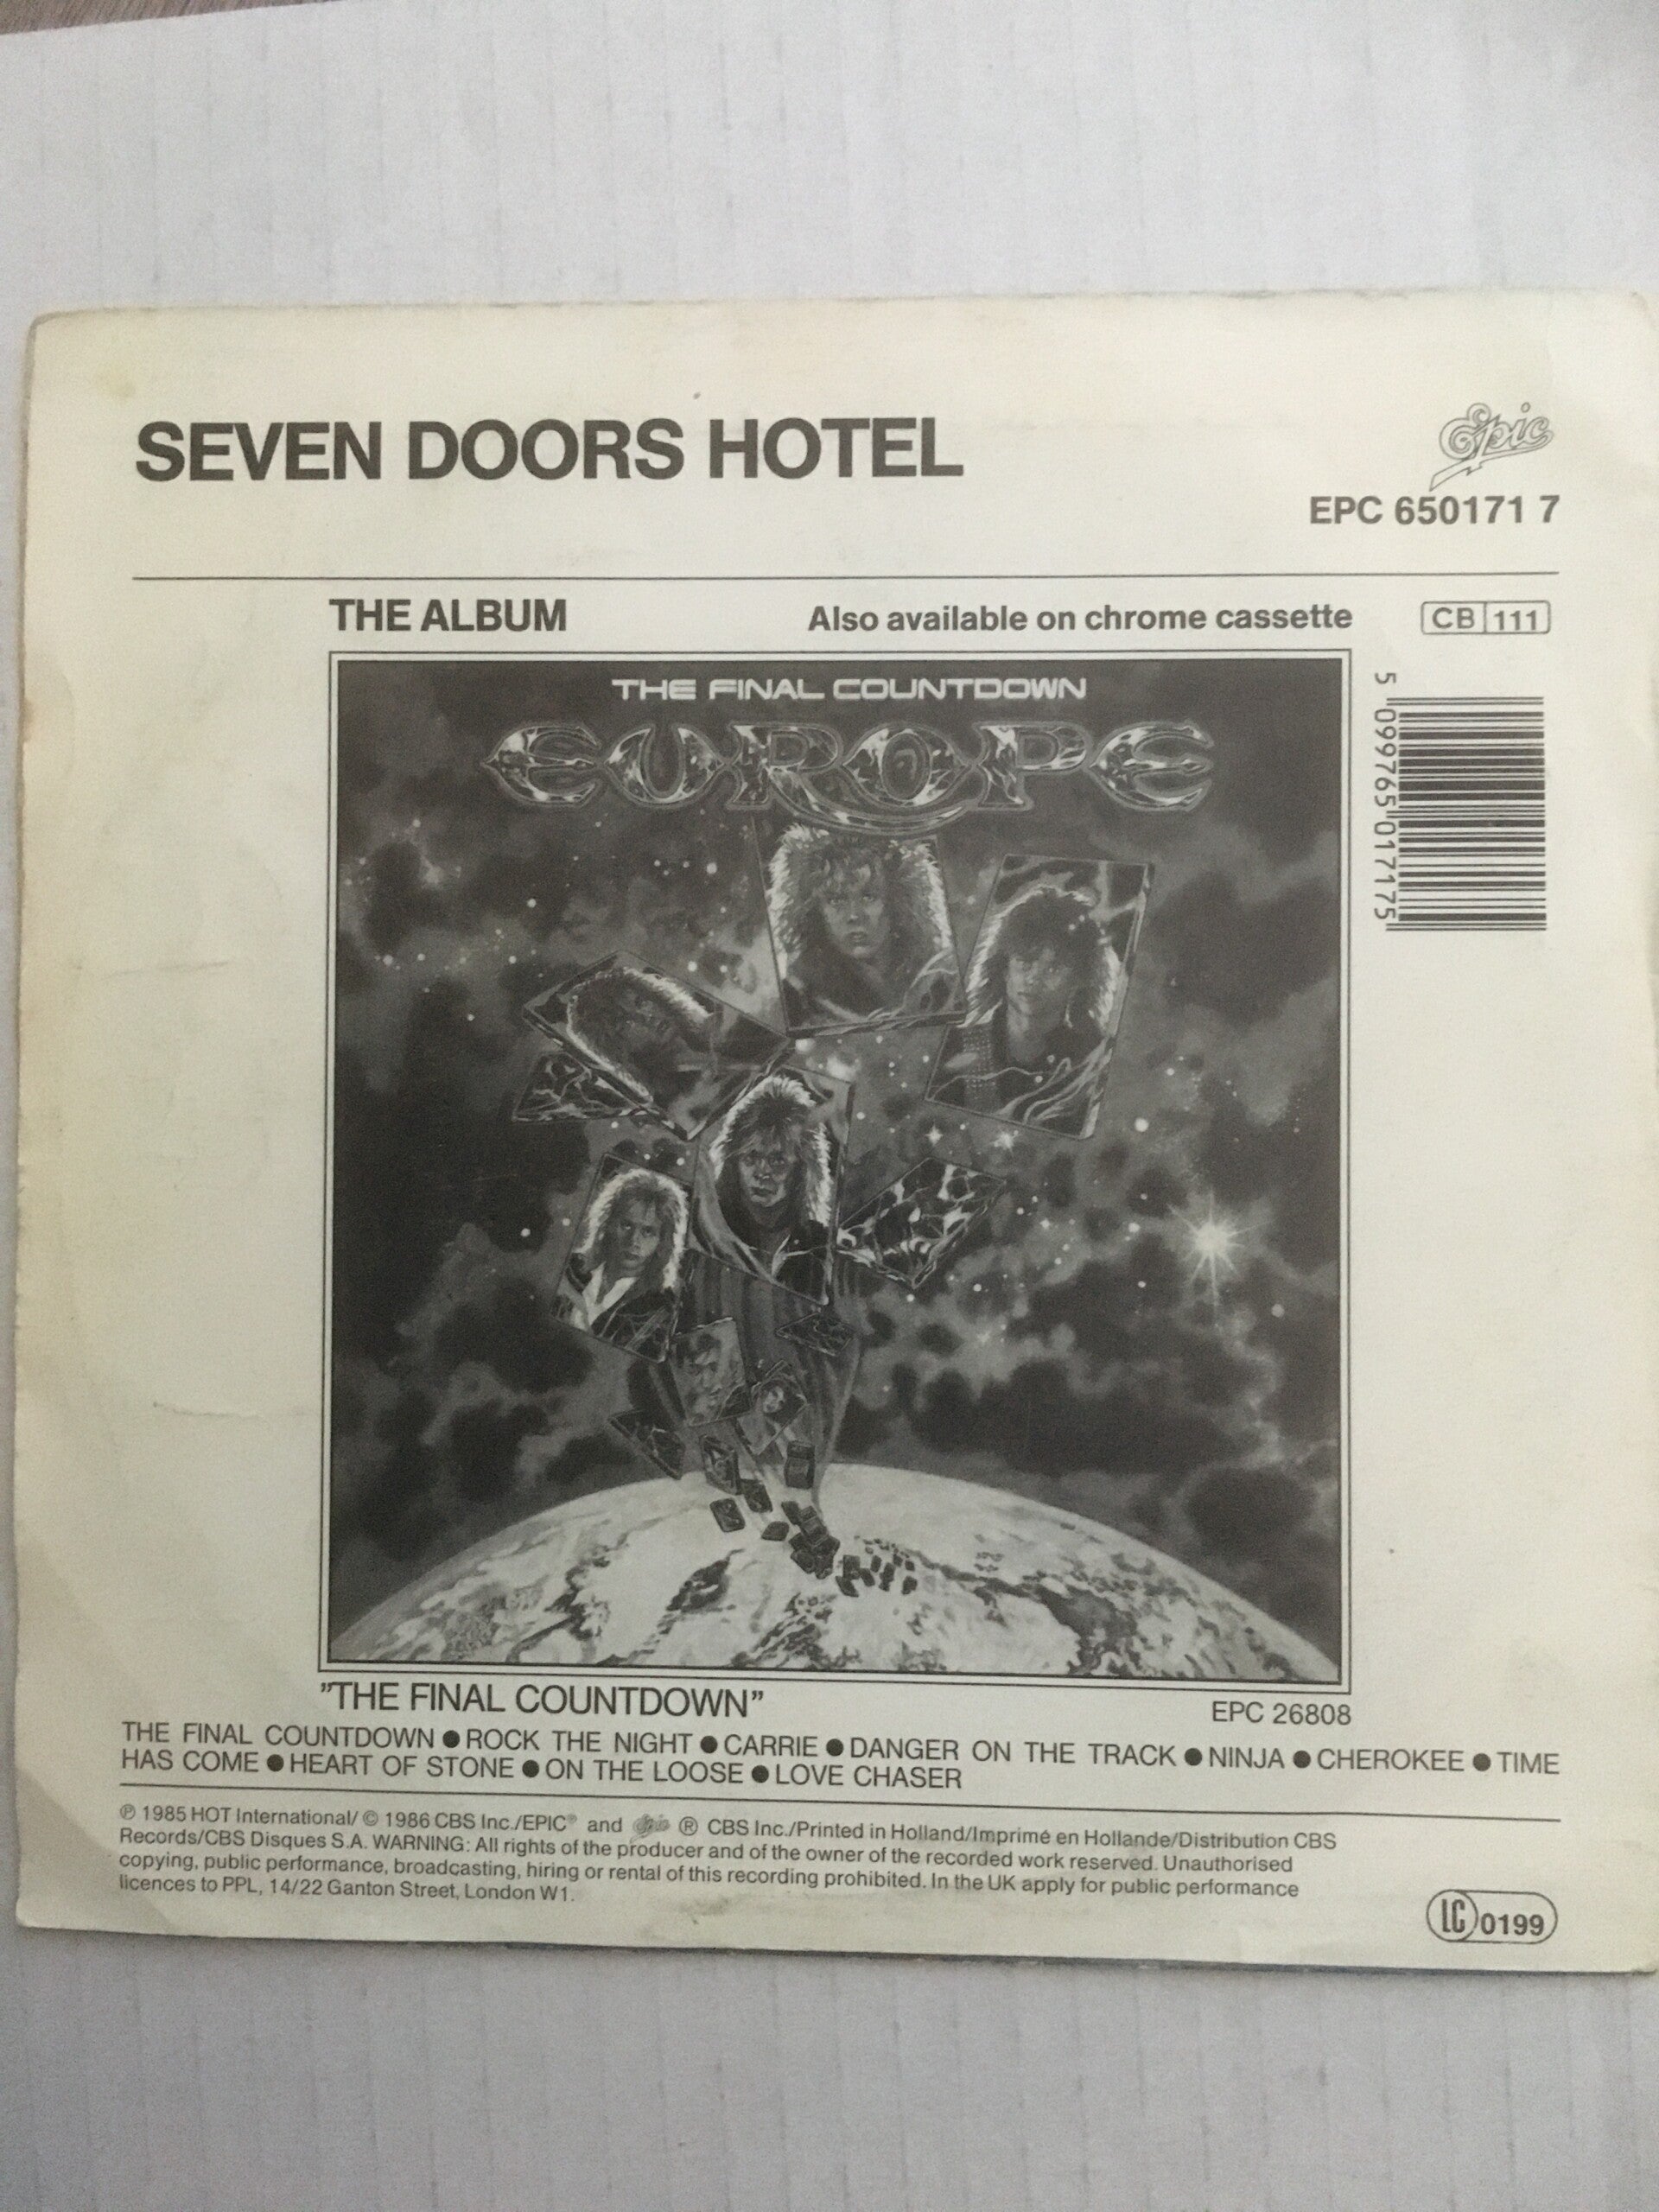 SEVEN DOORS HOTEL
Epic
EPC 650171 7
THE ALBUM
Also available on chrome cassette
CB 111
THE FINAL COUNTDOWN
EUROPE
5 099765 017175
"THE FINAL COUNTDOWN"
EPC 26808
THE FINAL COUNTDOWN ● ROCK THE NIGHT ● CARRIE ● DANGER ON THE TRACK ● NINJA ● CHEROKEE ● TIME
HAS COME ● HEART OF STONE ● ON THE LOOSE ● LOVE CHASER
℗ 1985 HOT International/ © 1986 CBS Inc./EPIC® and Epic ® CBS Inc./Printed in Holland/Imprimé en Hollande/Distribution CBS
Records/CBS Disques S.A. WARNING: All rights of the producer and of the owner of the recorded work reserved. Unauthorised
copying, public performance, broadcasting, hiring or rental of this recording prohibited. In the UK apply for public performance
licences to PPL, 14/22 Ganton Street, London W1.
LC 0199